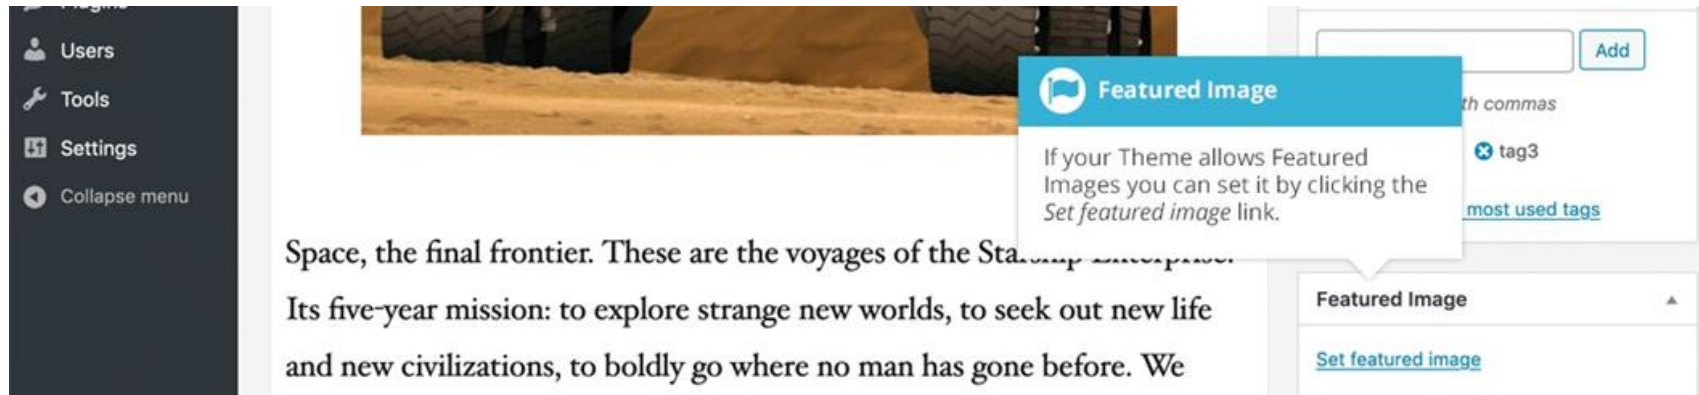 Users
Tools
Settings
Collapse menu
Space, the final frontier. These are the voyages of the
Its five-year mission: to explore strange new worlds, to seek out new life
and new civilizations, to boldly go where no man has gone before. We
Featured Image
If your Theme allows Featured
Images you can set it by clicking the
Set featured image link.
Add
commas
tag3
most used tags
Featured Image
Set featured image